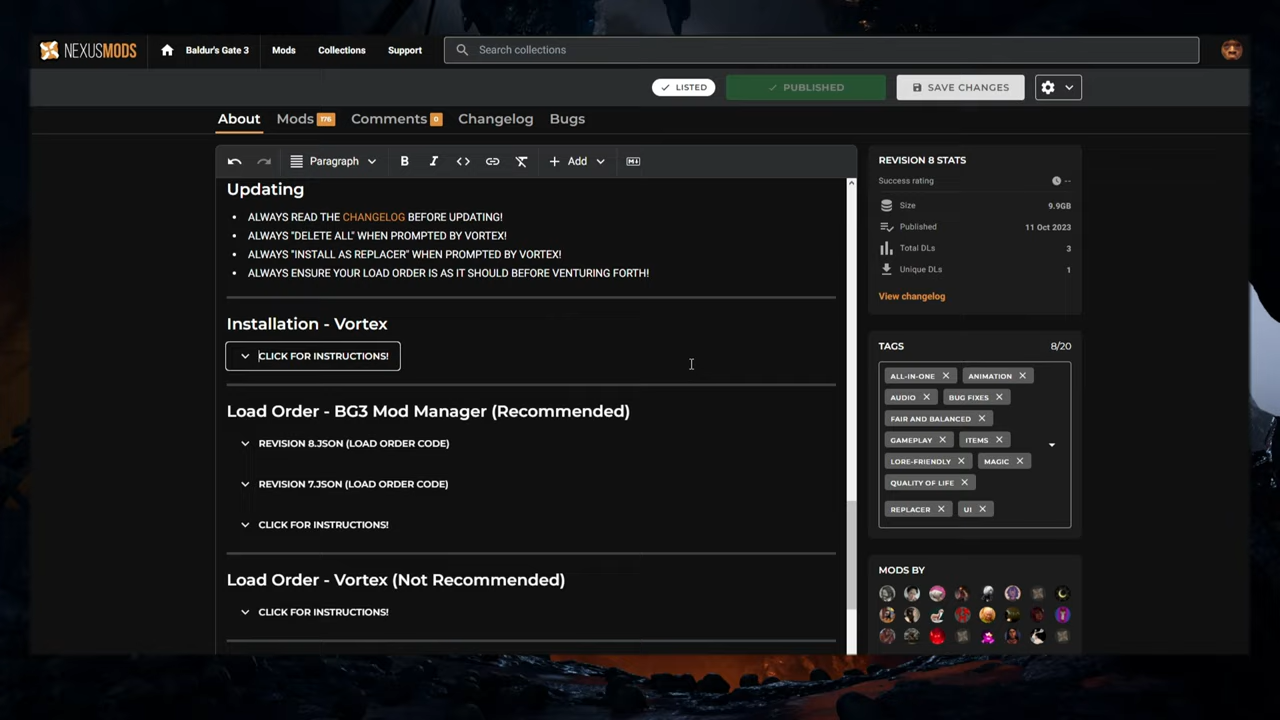 NEXUSMODS Baldur's Gate 3 Mods Collections Support Search collections
LISTED PUBLISHED SAVE CHANGES
About Mods 176 Comments 0 Changelog Bugs
Paragraph B I Add
Updating
• ALWAYS READ THE CHANGELOG BEFORE UPDATING!
• ALWAYS "DELETE ALL" WHEN PROMPTED BY VORTEX!
• ALWAYS "INSTALL AS REPLACER" WHEN PROMPTED BY VORTEX!
• ALWAYS ENSURE YOUR LOAD ORDER IS AS IT SHOULD BEFORE VENTURING FORTH!
Installation - Vortex
CLICK FOR INSTRUCTIONS!
Load Order - BG3 Mod Manager (Recommended)
REVISION 8.JSON (LOAD ORDER CODE)
REVISION 7.JSON (LOAD ORDER CODE)
CLICK FOR INSTRUCTIONS!
Load Order - Vortex (Not Recommended)
CLICK FOR INSTRUCTIONS!
REVISION 8 STATS
Success rating --
Size 9.9GB
Published 11 Oct 2023
Total DLs 3
Unique DLs 1
View changelog
TAGS 8/20
ALL-IN-ONE ANIMATION
AUDIO BUG FIXES
FAIR AND BALANCED
GAMEPLAY ITEMS
LORE-FRIENDLY MAGIC
QUALITY OF LIFE
REPLACER UI
MODS BY